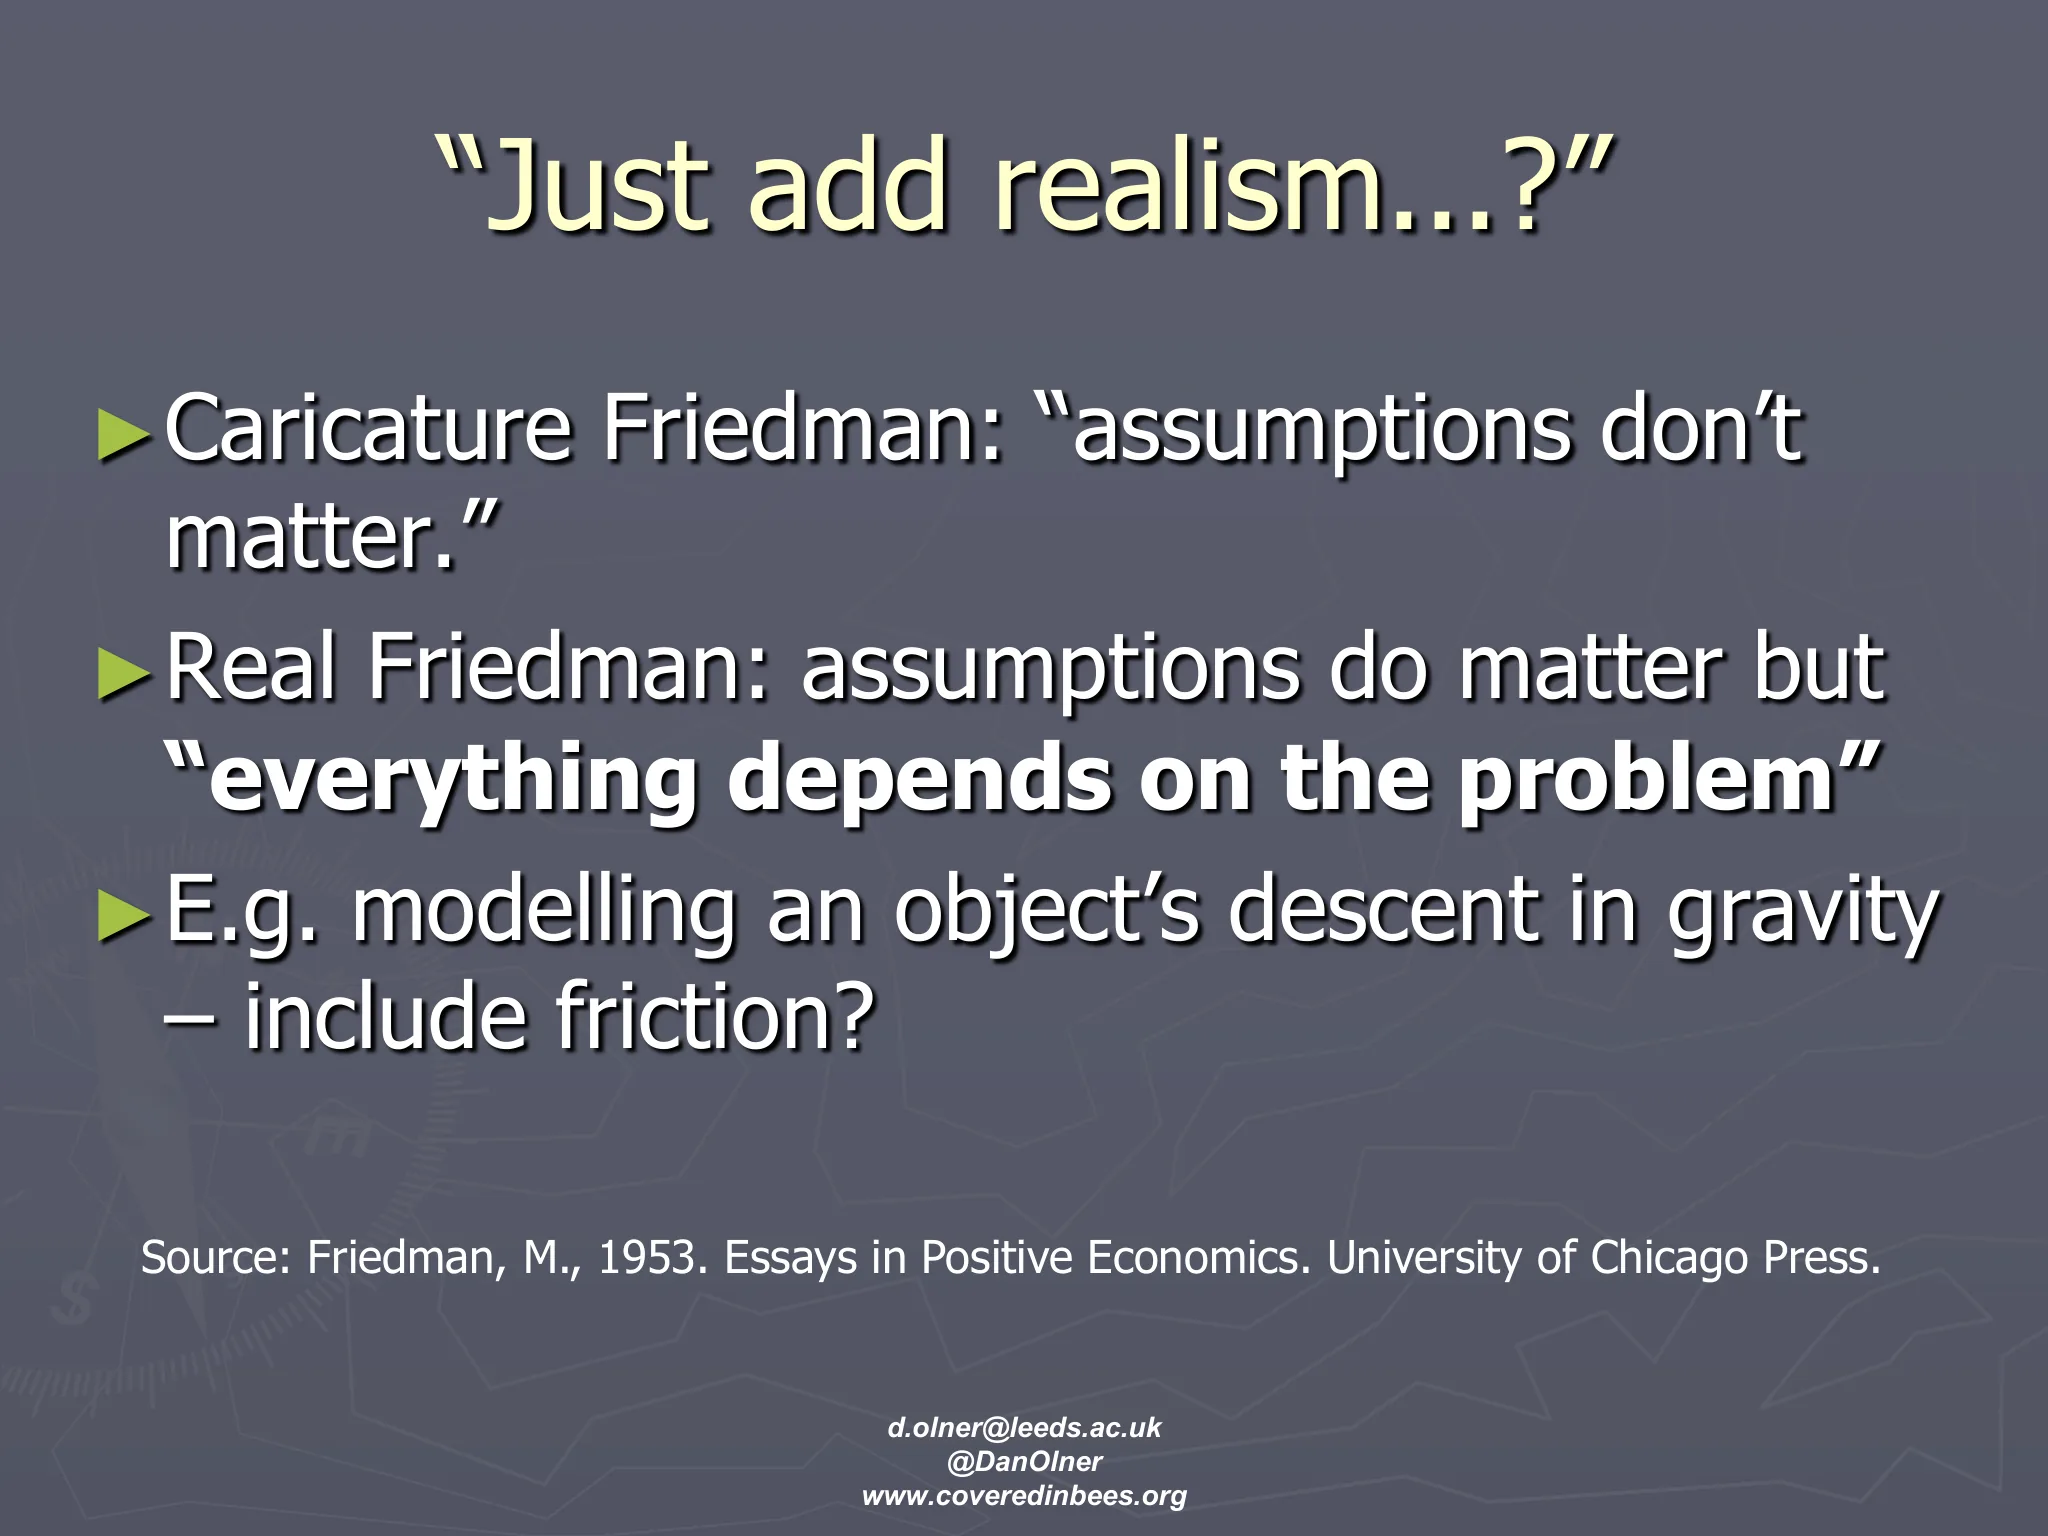 “Just add realism...?”
►Caricature Friedman: “assumptions don’t
matter.”
►Real Friedman: assumptions do matter but
“everything depends on the problem”
►E.g. modelling an object’s descent in gravity
– include friction?
E
S
Source: Friedman, M., 1953. Essays in Positive Economics. University of Chicago Press.
d.olner@leeds.ac.uk
@DanOlner
www.coveredinbees.org